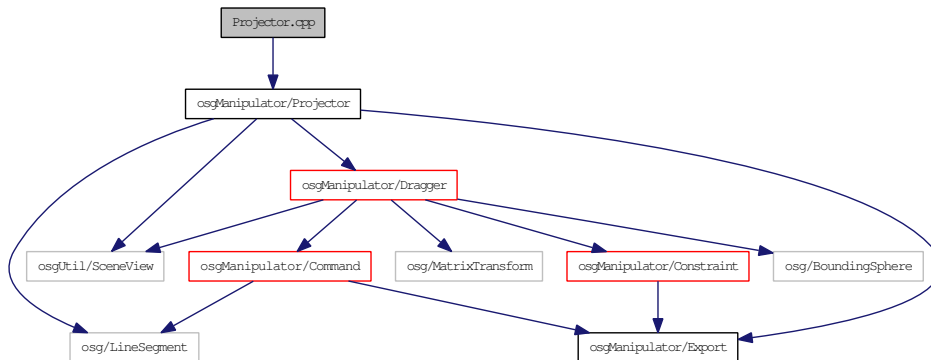 Projector.cpp
osgManipulator/Projector
osgManipulator/Dragger
osgUtil/SceneView
osgManipulator/Command
osg/MatrixTransform
osgManipulator/Constraint
osg/BoundingSphere
osg/LineSegment
osgManipulator/Export